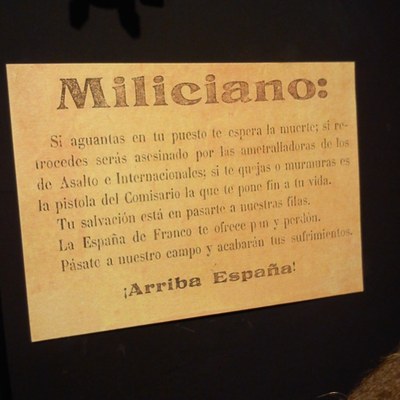 Miliciano:
Si aguantas en tu puesto te espera la muerte; si re-
trocedes serás asesinado por las ametralladoras de los
de Asalto e Internacionales; si te quejas o murmuras es
la pistola del Comisario la que te pone fin a tu vida.
Tu salvación está en pasarte a nuestras filas.
La España de Franco te ofrece pan y perdón.
Pásate a nuestro campo y acabarán tus sufrimientos.
¡Arriba España!